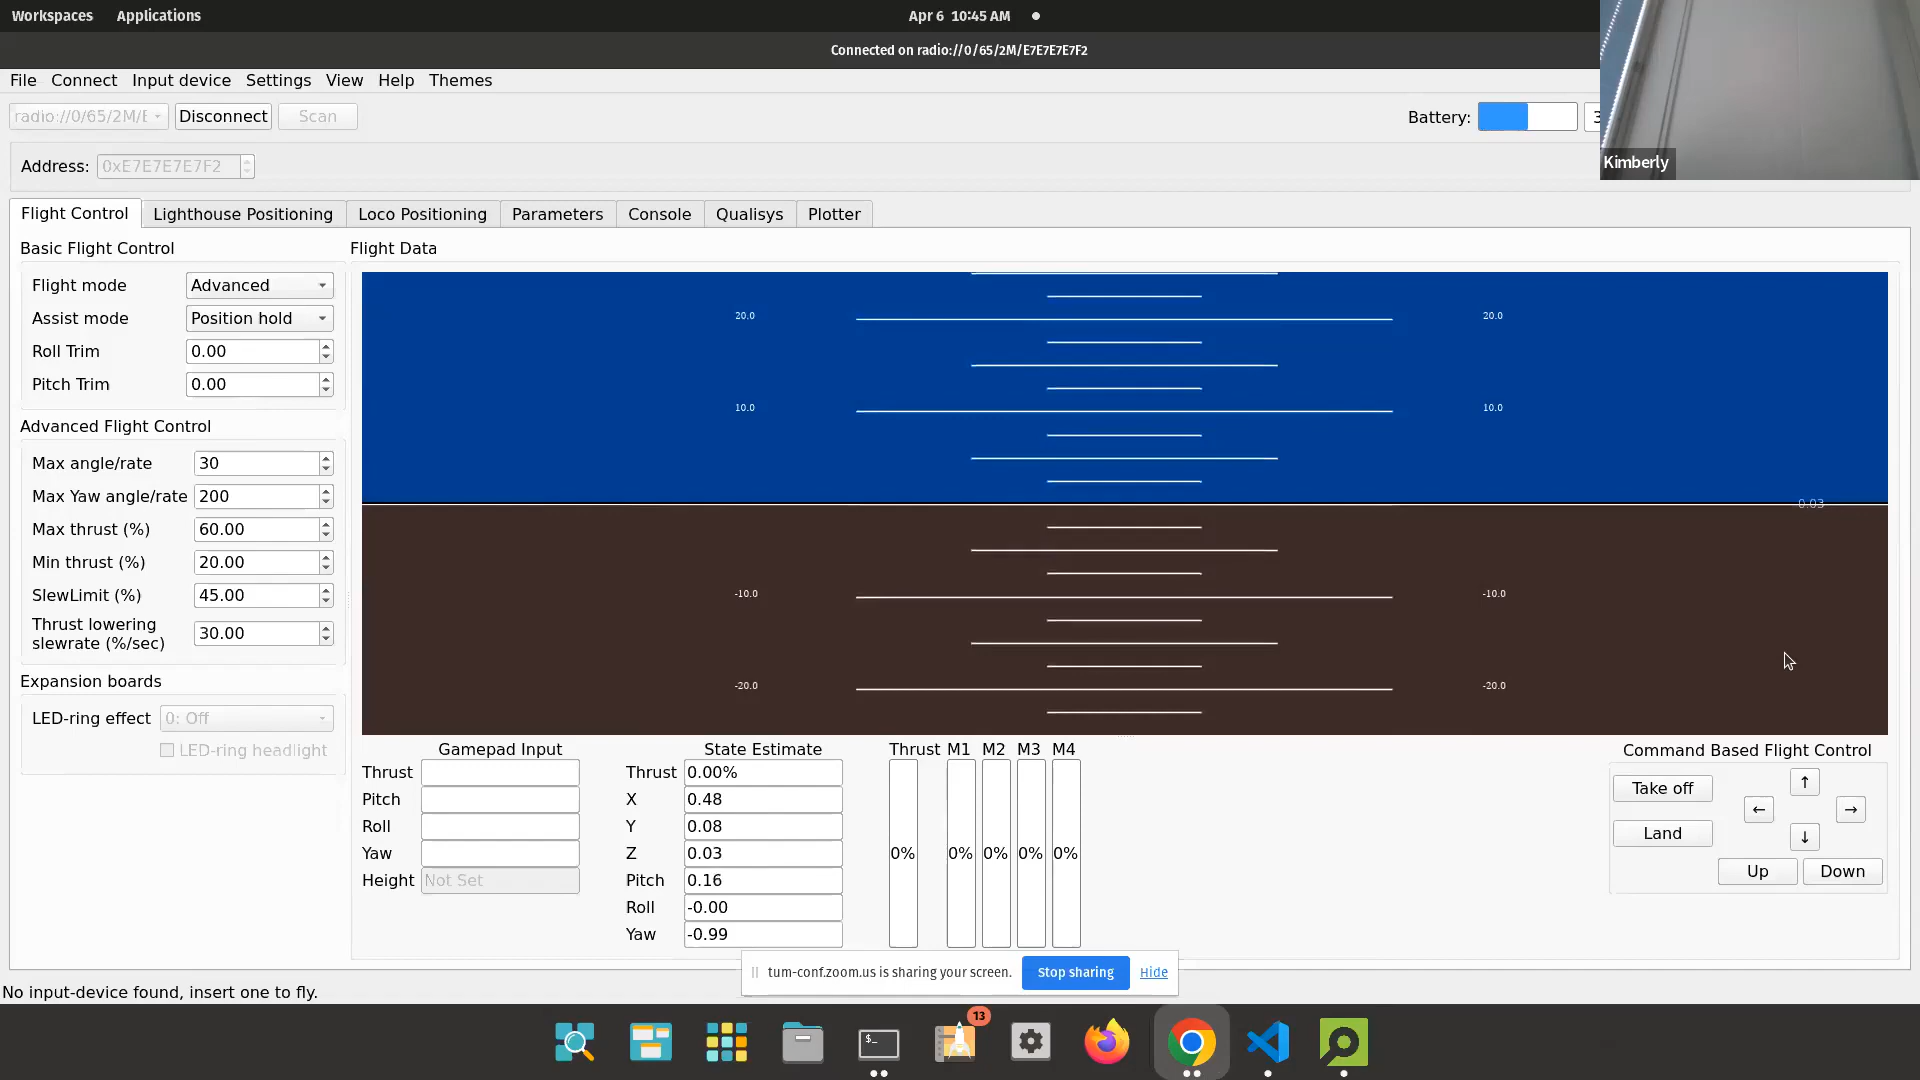 Workspaces Applications Apr 6 10:45 AM
Connected on radio://0/65/2M/E7E7E7E7F2
File Connect Input device Settings View Help Themes
radio://0/65/2M/E Disconnect Scan Battery: 3
Address: 0xE7E7E7E7F2
Kimberly
Flight Control Lighthouse Positioning Loco Positioning Parameters Console Qualisys Plotter
Basic Flight Control
Flight mode Advanced
Assist mode Position hold
Roll Trim 0.00
Pitch Trim 0.00
Advanced Flight Control
Max angle/rate 30
Max Yaw angle/rate 200
Max thrust (%) 60.00
Min thrust (%) 20.00
SlewLimit (%) 45.00
Thrust lowering
slewrate (%/sec) 30.00
Expansion boards
LED-ring effect 0: Off
LED-ring headlight
Flight Data
20.0 20.0
10.0 10.0
0.03
-10.0 -10.0
-20.0 -20.0
Gamepad Input
Thrust
Pitch
Roll
Yaw
Height Not Set
State Estimate
Thrust 0.00%
X 0.48
Y 0.08
Z 0.03
Pitch 0.16
Roll -0.00
Yaw -0.99
Thrust M1 M2 M3 M4
0% 0% 0% 0% 0%
Command Based Flight Control
Take off ↑
← →
Land ↓
Up Down
tum-conf.zoom.us is sharing your screen. Stop sharing Hide
No input-device found, insert one to fly.
13
$_